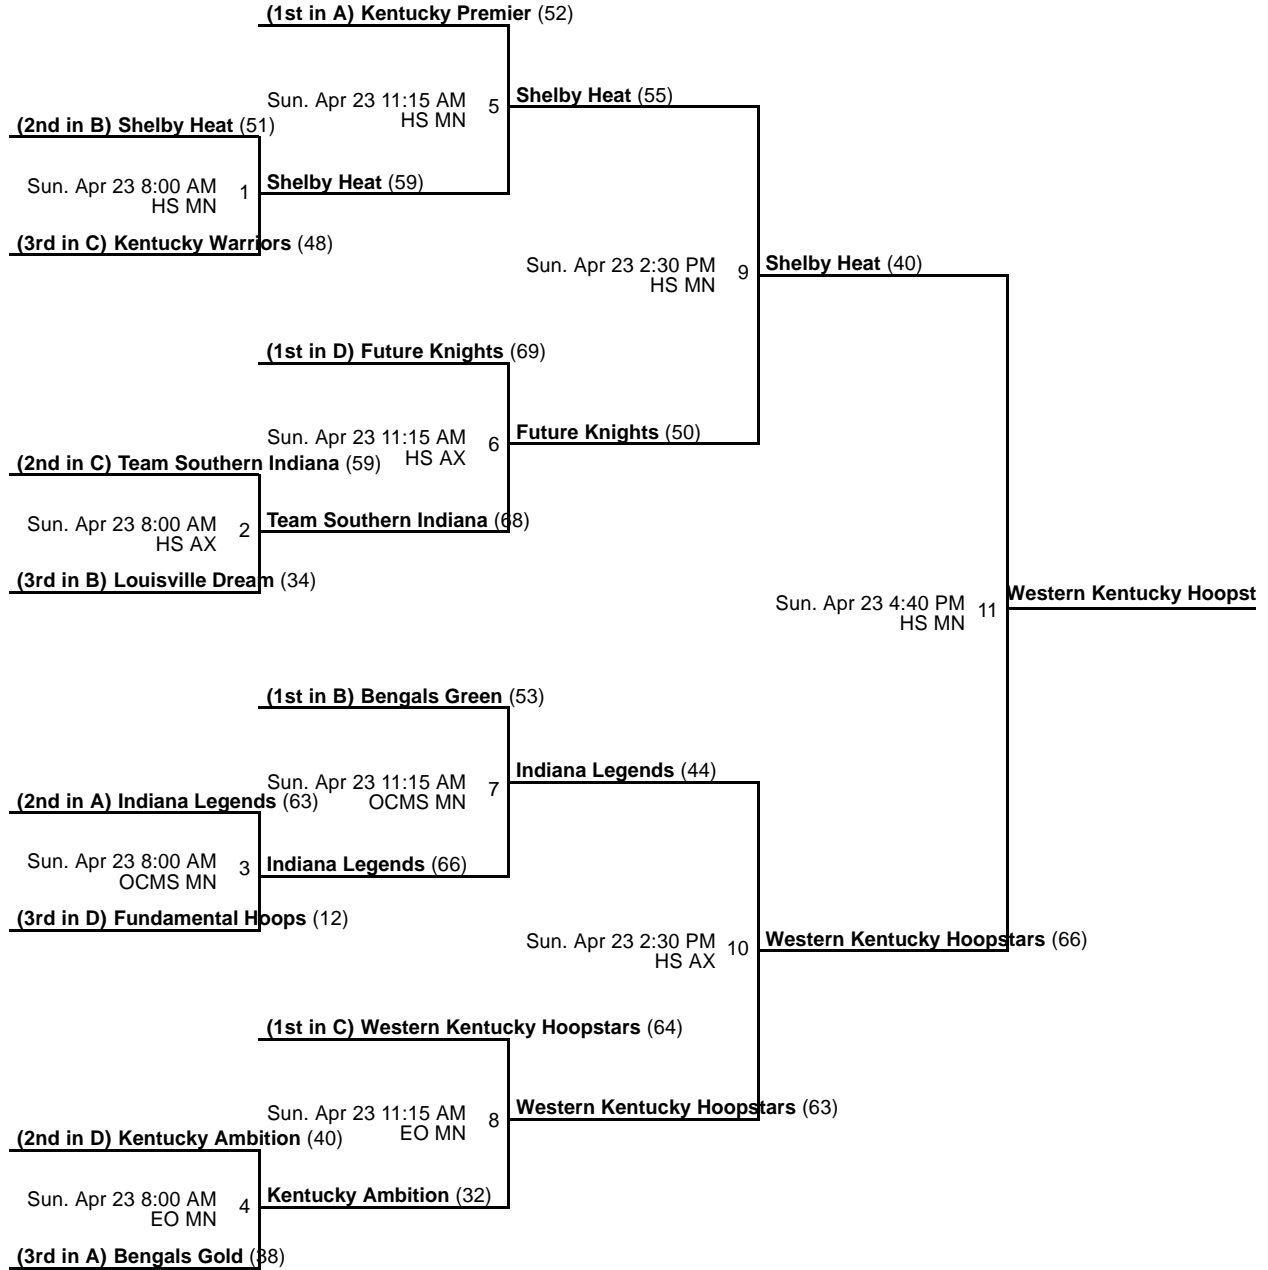 (1st in A) Kentucky Premier (52)
Sun. Apr 23 11:15 AM
HS MN
5
Shelby Heat (55)
(2nd in B) Shelby Heat (51)
Sun. Apr 23 8:00 AM
HS MN
1
Shelby Heat (59)
(3rd in C) Kentucky Warriors (48)
Sun. Apr 23 2:30 PM
HS MN
9
Shelby Heat (40)
(1st in D) Future Knights (69)
Sun. Apr 23 11:15 AM
HS AX
6
Future Knights (50)
(2nd in C) Team Southern Indiana (59)
Sun. Apr 23 8:00 AM
HS AX
2
Team Southern Indiana (68)
(3rd in B) Louisville Dream (34)
Sun. Apr 23 4:40 PM
HS MN
11
Western Kentucky Hoopst
(1st in B) Bengals Green (53)
Sun. Apr 23 11:15 AM
OCMS MN
7
Indiana Legends (44)
(2nd in A) Indiana Legends (63)
Sun. Apr 23 8:00 AM
OCMS MN
3
Indiana Legends (66)
(3rd in D) Fundamental Hoops (12)
Sun. Apr 23 2:30 PM
HS AX
10
Western Kentucky Hoopstars (66)
(1st in C) Western Kentucky Hoopstars (64)
Sun. Apr 23 11:15 AM
EO MN
8
Western Kentucky Hoopstars (63)
(2nd in D) Kentucky Ambition (40)
Sun. Apr 23 8:00 AM
EO MN
4
Kentucky Ambition (32)
(3rd in A) Bengals Gold (38)